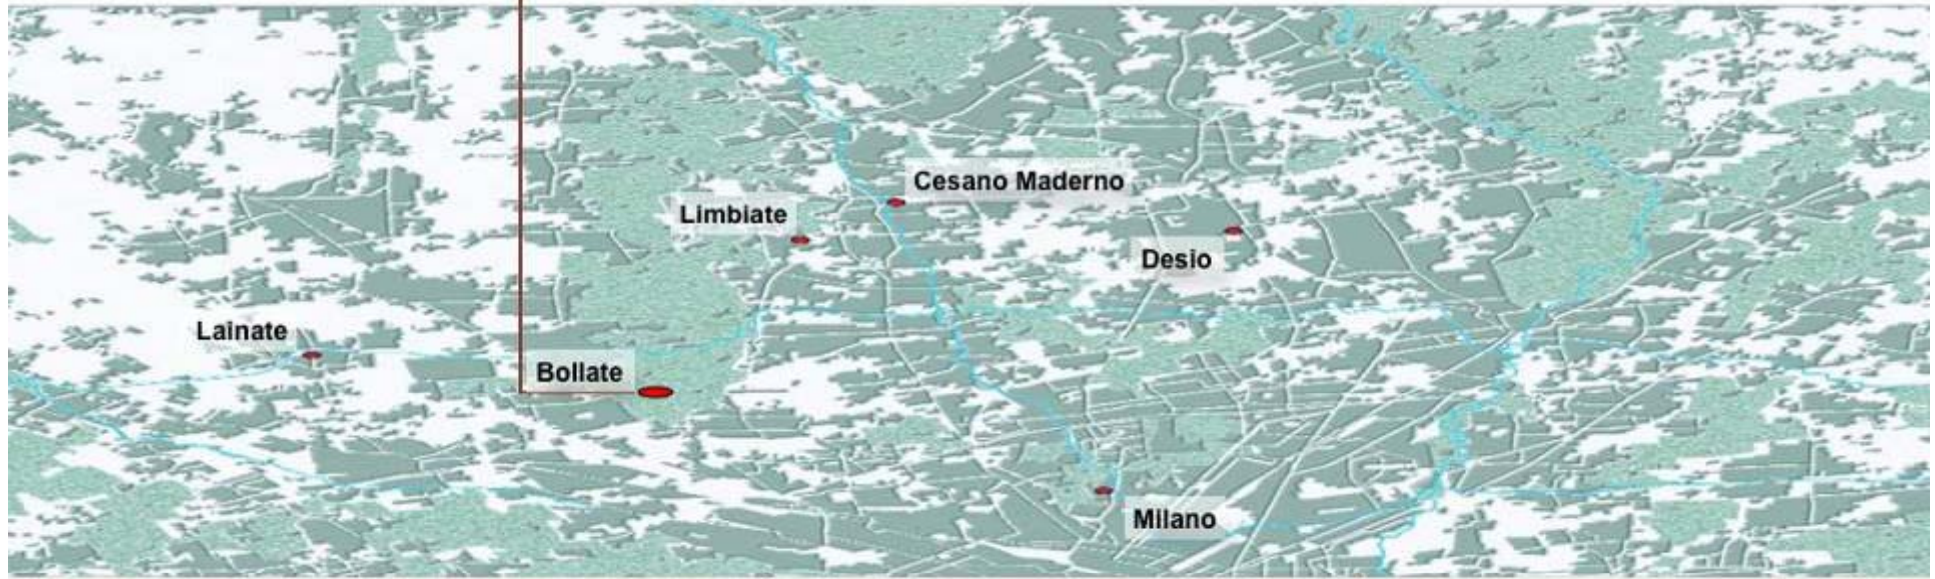 Cesano Maderno
Limbiate
Desio
Lainate
Bollate
Milano